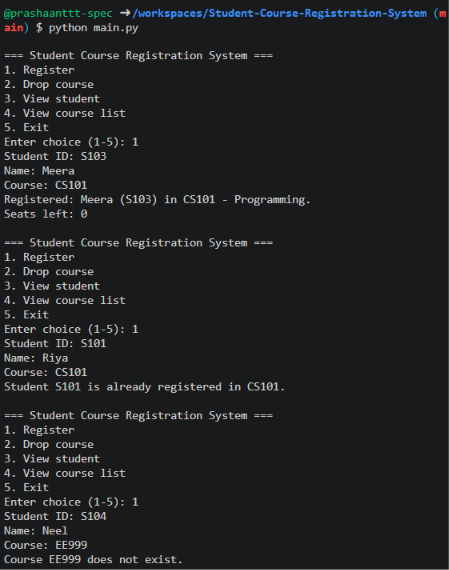 @prashaanttt-spec ➜/workspaces/Student-Course-Registration-System (m
ain) $ python main.py

=== Student Course Registration System ===
1. Register
2. Drop course
3. View student
4. View course list
5. Exit
Enter choice (1-5): 1
Student ID: S103
Name: Meera
Course: CS101
Registered: Meera (S103) in CS101 - Programming.
Seats left: 0

=== Student Course Registration System ===
1. Register
2. Drop course
3. View student
4. View course list
5. Exit
Enter choice (1-5): 1
Student ID: S101
Name: Riya
Course: CS101
Student S101 is already registered in CS101.

=== Student Course Registration System ===
1. Register
2. Drop course
3. View student
4. View course list
5. Exit
Enter choice (1-5): 1
Student ID: S104
Name: Neel
Course: EE999
Course EE999 does not exist.